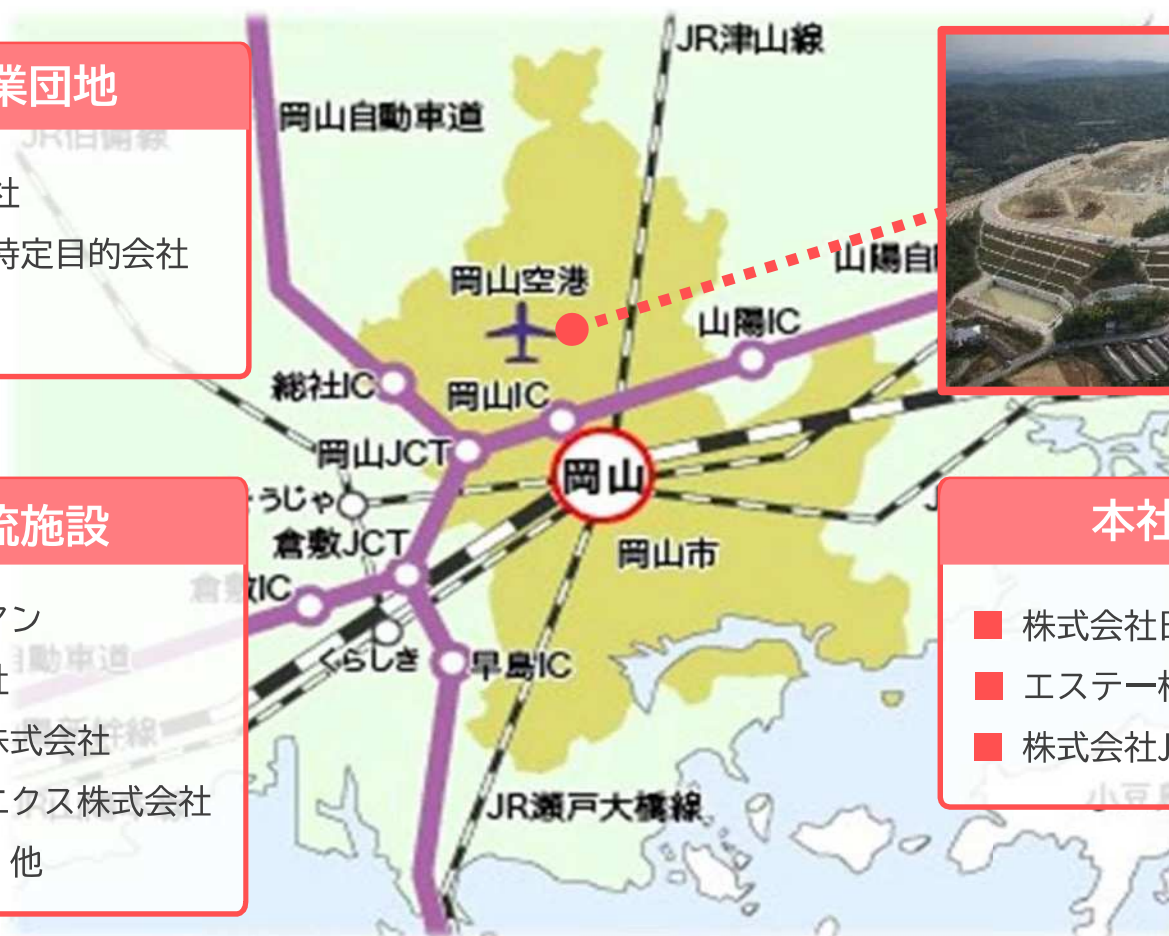 業団地
JR伯備線
社
特定目的会社
流施設
アン
社
株式会社
エクス株式会社
他
JR津山線
岡山自動車道
岡山空港
山陽自
山陽IC
総社IC
岡山IC
岡山JCT
岡山
うじゃ
倉敷JCT
岡山市
倉敷IC
自動車道
くらしき
早島IC
新幹線
JR瀬戸大橋線
本社
株式会社
エステー
株式会社J
小豆